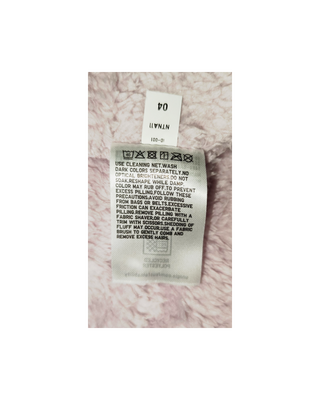 04
NTNAII
USE CLEANING NET.WASH
DARK COLORS SEPARATELY.NO
OPTICAL BRIGHTENERS.DO NOT
SOAK.RESHAPE WHILE DAMP.
COLOR MAY RUB OFF.TO PREVENT
EXCESS PILLING,FOLLOW THESE
PRECAUTIONS.AVOID RUBBING
FROM BAGS OR BELTS.EXCESSIVE
FRICTION CAN EXACERBATE
PILLING.REMOVE PILLING WITH A
FABRIC SHAVER,OR CAREFULLY
TRIM WITH SCISSORS.SHEDDING OF
FLUFF MAY OCCUR.USE A FABRIC
BRUSH TO GENTLY COMB AND
REMOVE EXCESS HAIRS.